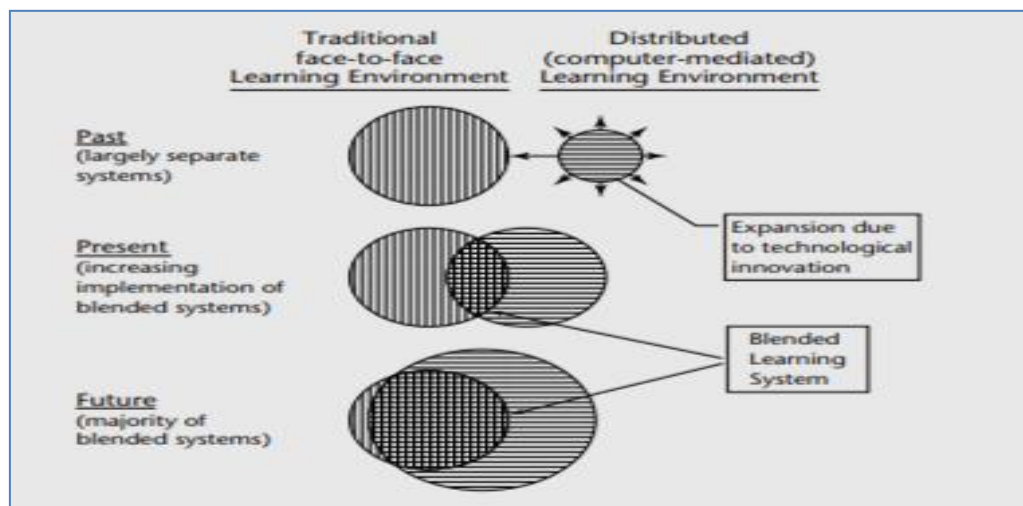 Traditional
face-to-face
Learning Environment
Distributed
(computer-mediated)
Learning Environment
Past
(largely separate
systems)
Expansion due
to technological
innovation
Present
(increasing
implementation of
blended systems)
Blended
Learning
System
Future
(majority of
blended systems)